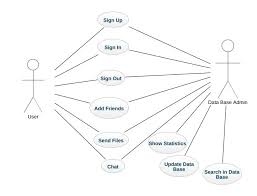 Sign Up
Sign In
Sign Out
Add Friends
User
Data Base Admin
Send Files
Show Statistics
Chat
Update Data
Base
Search in Data
Base